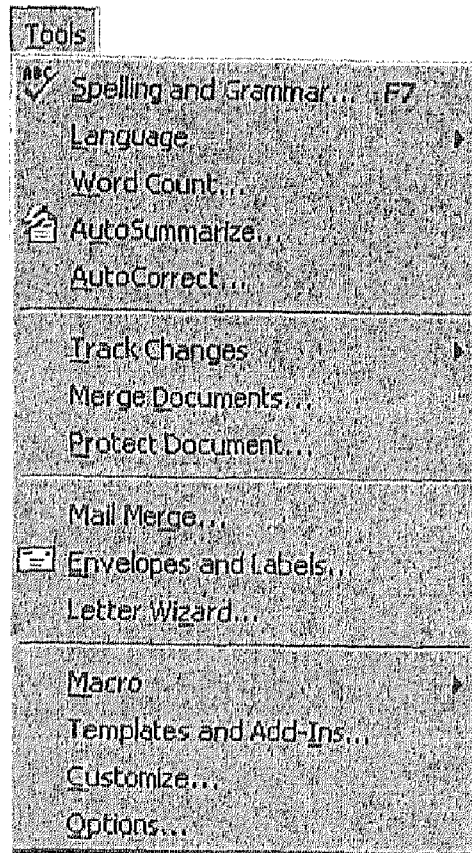 Tools
ABC Spelling and Grammar... F7
Language
Word Count...
AutoSummarize...
AutoCorrect...
Track Changes
Merge Documents...
Protect Document...
Mail Merge...
Envelopes and Labels...
Letter Wizard...
Macro
Templates and Add-Ins...
Customize...
Options...